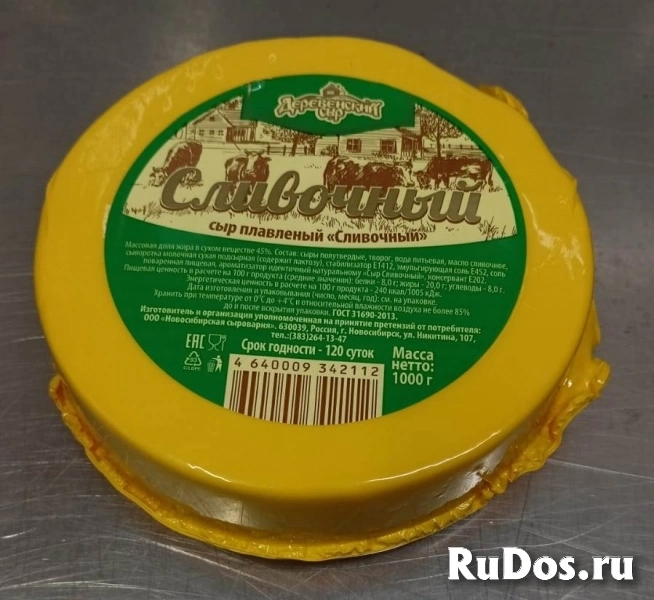 Деревенский
сыр
Сливочный
сыр плавленый «Сливочный»
Массовая доля жира в сухом веществе 45%. Состав: сыры полутвердые, творог, вода питьевая, масло сливочное,
сыворотка молочная сухая подсырная (содержит лактозу), стабилизатор Е1412, эмульгирующая соль Е452, соль
поваренная пищевая, ароматизатор идентичный натуральному «Сыр Сливочный», консервант Е202.
Пищевая ценность в расчете на 100 г продукта (средние значения): белки - 8,0 г; жиры - 20,0 г; углеводы - 8,0 г.
Энергетическая ценность в расчете на 100 г продукта - 240 ккал/1005 кДж.
Дата изготовления и упаковывания (число, месяц, год): см. на упаковке.
Хранить при температуре от 0°С до +4°С и относительной влажности воздуха не более 85%
до и после вскрытия упаковки. ГОСТ 31690-2013.
Изготовитель и организация уполномоченная на принятие претензий от потребителя:
ООО «Новосибирская сыроварня». 630039, Россия, г. Новосибирск, ул. Никитина, 107,
тел.:(383)264-13-47
Срок годности - 120 суток
EAC
Масса
нетто:
1000 г
4 640009 342112
RuDos.ru